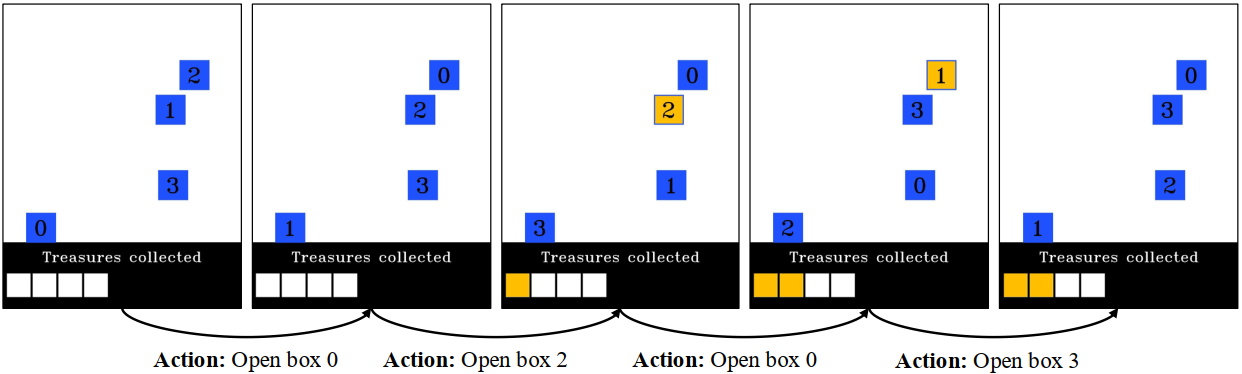 2 0 0 1 0
1 2 2 3 3
3 3 1 0 2
0 1 3 2 1
Treasures collected Treasures collected Treasures collected Treasures collected Treasures collected
Action: Open box 0 Action: Open box 2 Action: Open box 0 Action: Open box 3